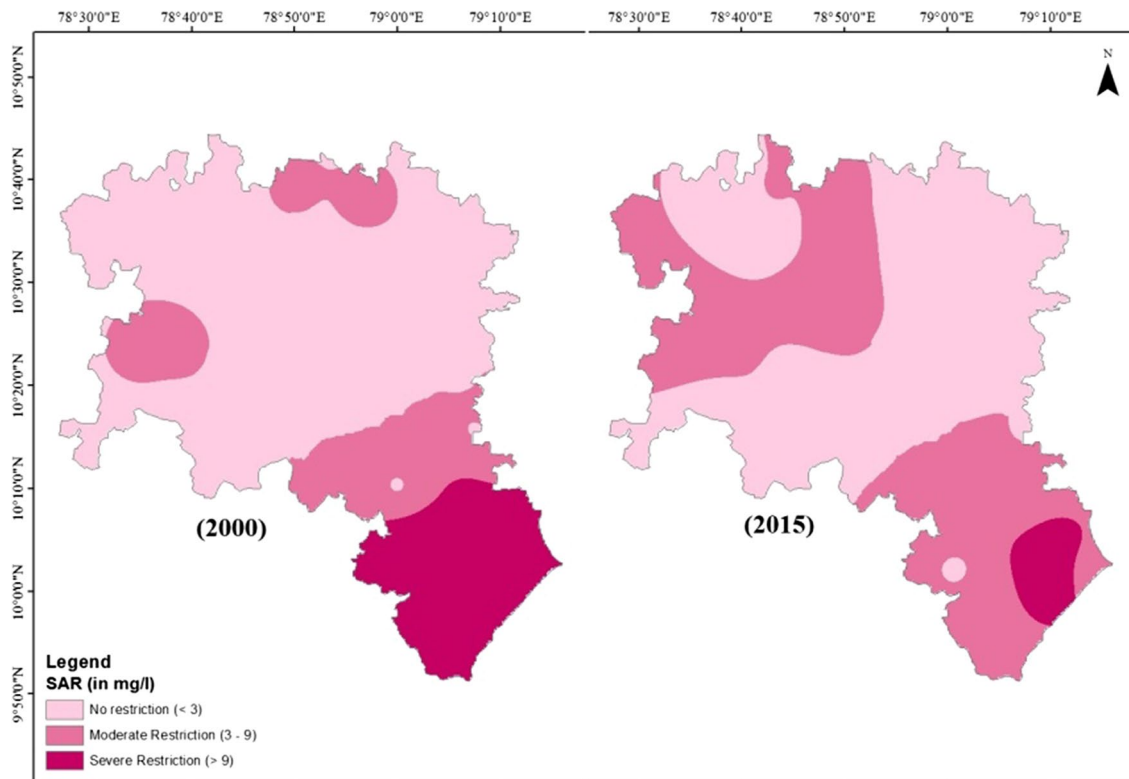 78°30'0"E 78°40'0"E 78°50'0"E 79°0'0"E 79°10'0"E
78°30'0"E 78°40'0"E 78°50'0"E 79°0'0"E 79°10'0"E
N
10°50'0"N
10°40'0"N
10°30'0"N
10°20'0"N
10°10'0"N
10°0'0"N
9°50'0"N
(2000)
(2015)
Legend
SAR (in mg/l)
No restriction (< 3)
Moderate Restriction (3 - 9)
Severe Restriction (> 9)